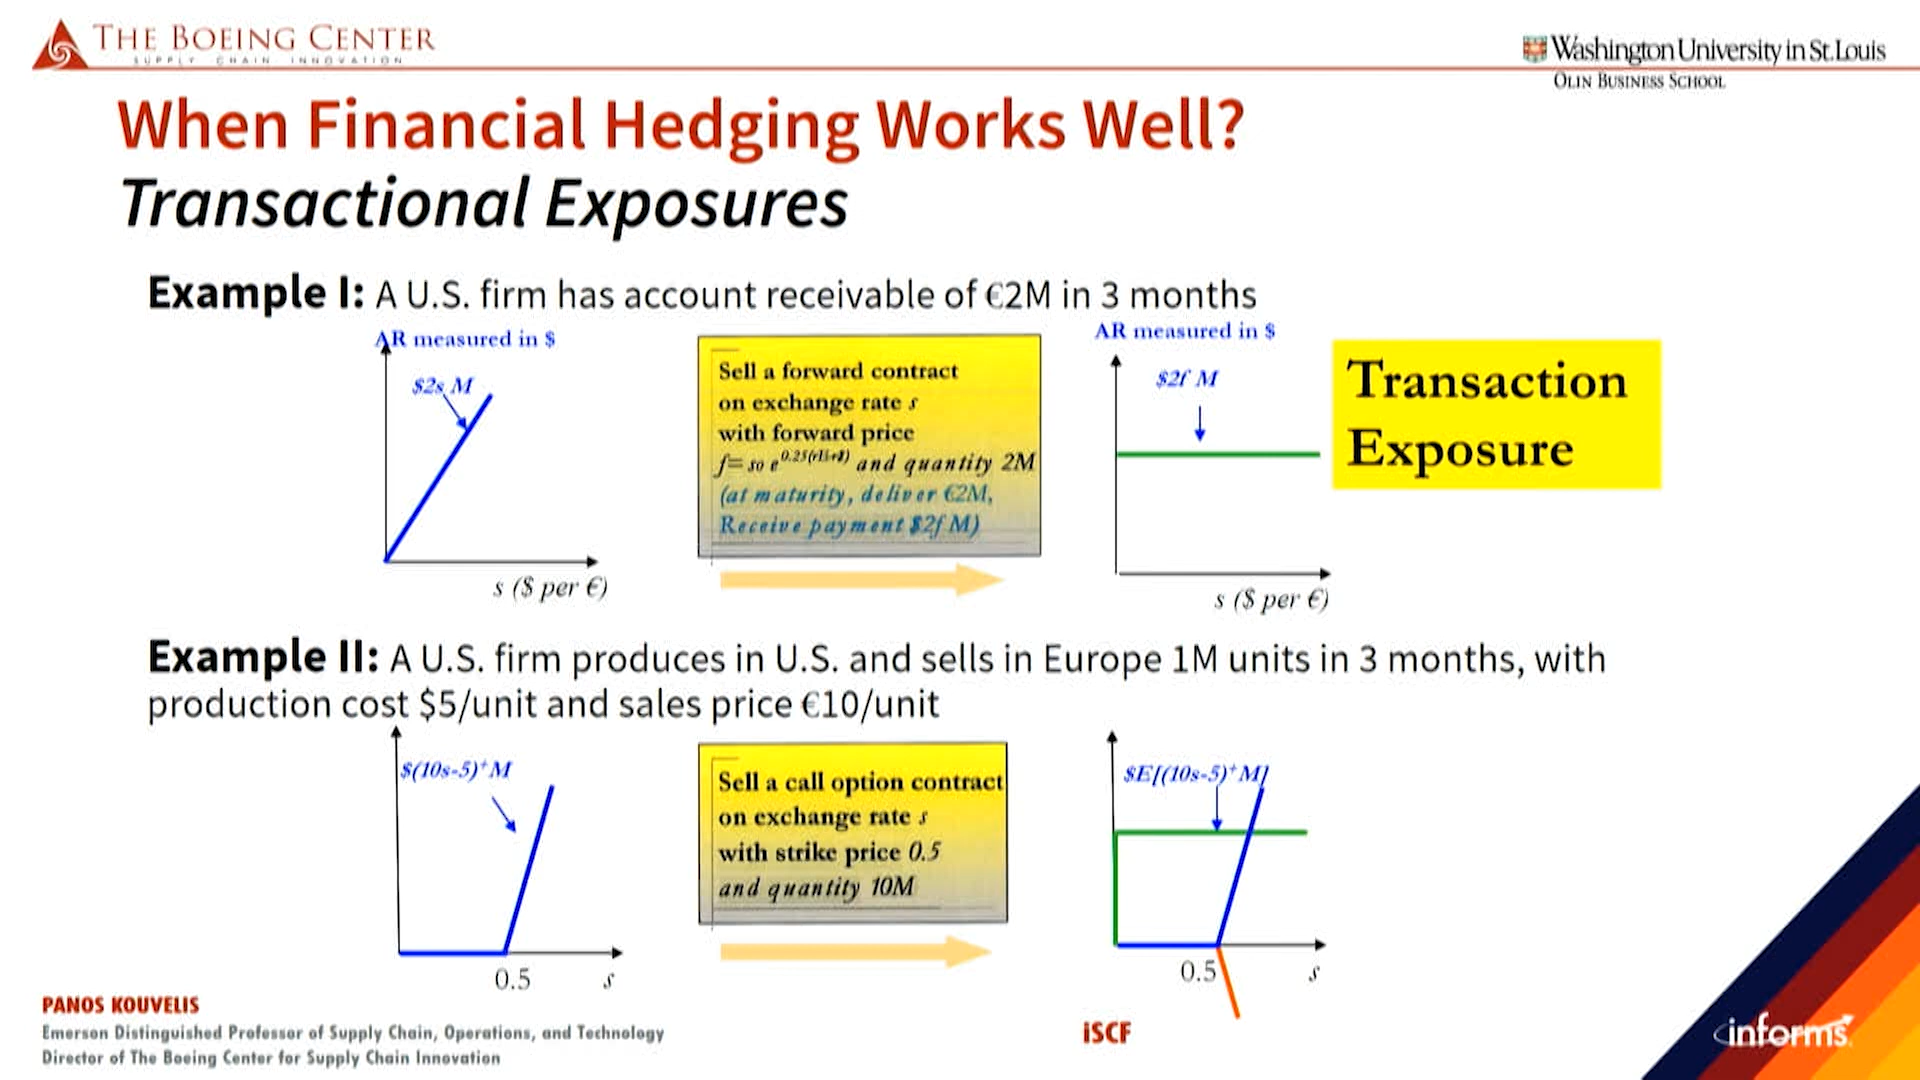 THE BOEING CENTER
SUPPLY CHAIN INNOVATION
Washington University in St. Louis
OLIN BUSINESS SCHOOL
When Financial Hedging Works Well?
Transactional Exposures
Example I: A U.S. firm has account receivable of €2M in 3 months
AR measured in $
$2s M
s ($ per €)
Sell a forward contract
on exchange rate s
with forward price
and quantity 2M
(at maturity, deliver €2M,
Receive payment $2f M)
AR measured in $
$2f M
s ($ per €)
Transaction
Exposure
Example II: A U.S. firm produces in U.S. and sells in Europe 1M units in 3 months, with
production cost $5/unit and sales price €10/unit
$(10s-5)⁺M
0.5
s
Sell a call option contract
on exchange rate s
with strike price 0.5
and quantity 10M
$E[(10s-5)⁺M]
0.5
s
PANOS KOUVELIS
Emerson Distinguished Professor of Supply Chain, Operations, and Technology
Director of The Boeing Center for Supply Chain Innovation
iSCF
informs